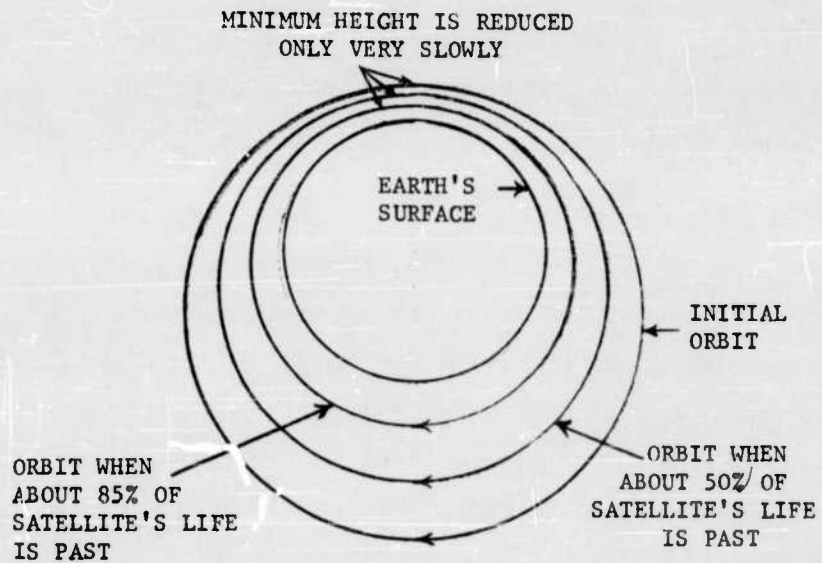 MINIMUM HEIGHT IS REDUCED
ONLY VERY SLOWLY
EARTH'S
SURFACE
INITIAL
ORBIT
ORBIT WHEN
ABOUT 85% OF
SATELLITE'S LIFE
IS PAST
ORBIT WHEN
ABOUT 50% OF
SATELLITE'S LIFE
IS PAST